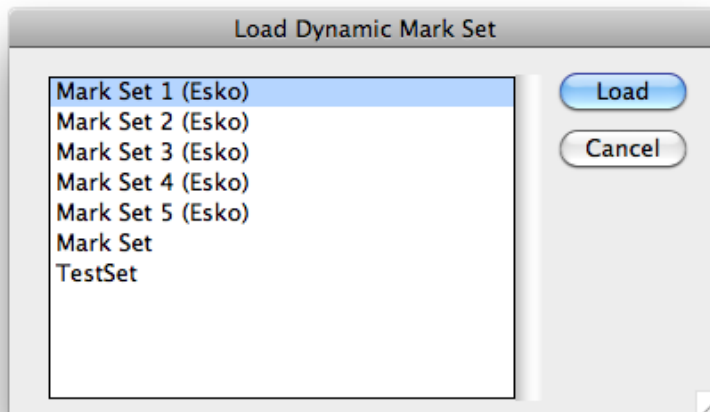 Load Dynamic Mark Set
Mark Set 1 (Esko)
Mark Set 2 (Esko)
Mark Set 3 (Esko)
Mark Set 4 (Esko)
Mark Set 5 (Esko)
Mark Set
TestSet
Load
Cancel